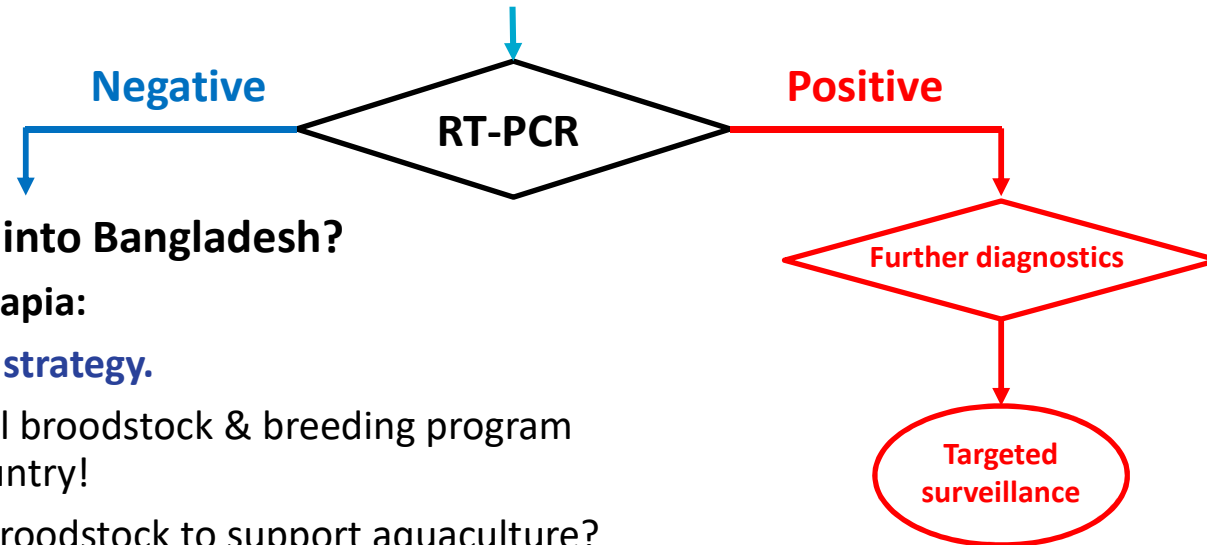 Negative
Positive
RT-PCR
into Bangladesh?
Further diagnostics
apia:
strategy.
l broodstock & breeding program
untry!
Targeted
surveillance
roodstock to support aquaculture?